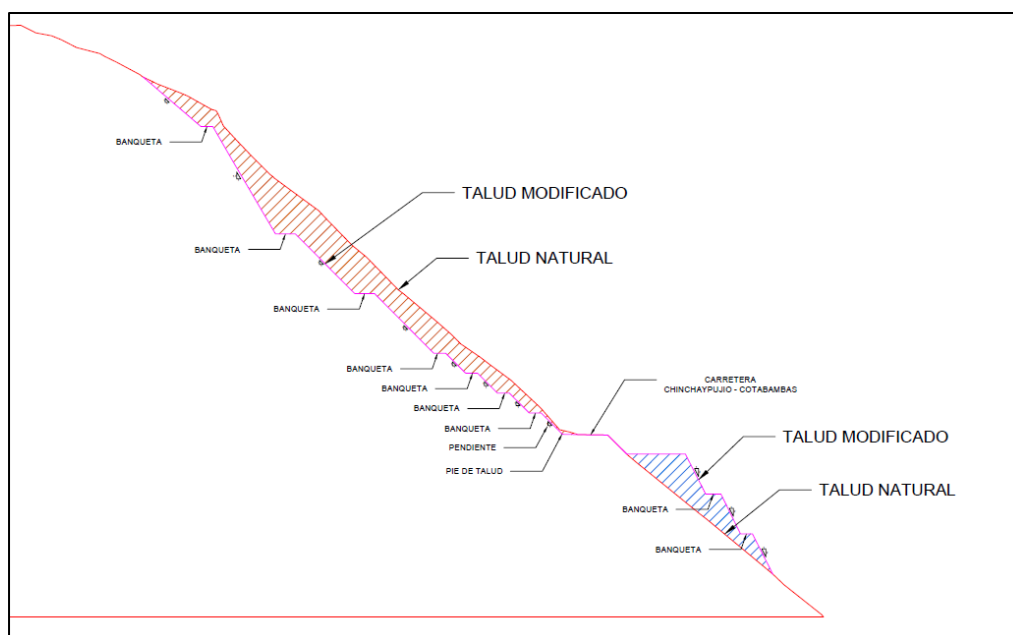 BANQUETA
TALUD MODIFICADO
BANQUETA
TALUD NATURAL
BANQUETA
BANQUETA
BANQUETA
BANQUETA
BANQUETA
PENDIENTE
PIE DE TALUD
CARRETERA
CHINCHAYPUJIO - COTABAMBAS
TALUD MODIFICADO
TALUD NATURAL
BANQUETA
BANQUETA